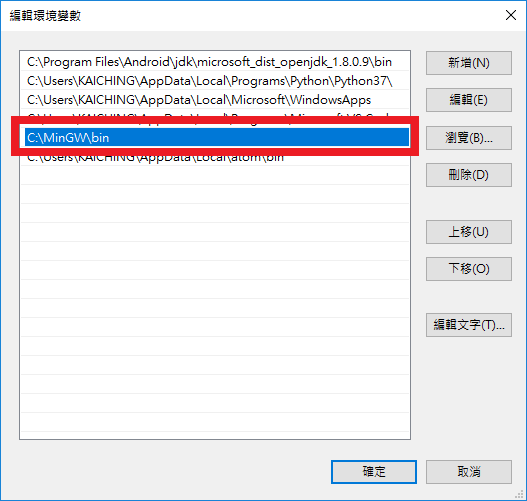 編輯環境變數
C:\Program Files\Android\jdk\microsoft_dist_openjdk_1.8.0.9\bin
C:\Users\KAICHING\AppData\Local\Programs\Python\Python37\
C:\Users\KAICHING\AppData\Local\Microsoft\WindowsApps
C:\MinGW\bin
C:\Users\KAICHING\AppData\Local\atom\bin
新增(N)
編輯(E)
瀏覽(B)...
刪除(D)
上移(U)
下移(O)
編輯文字(T)...
確定
取消